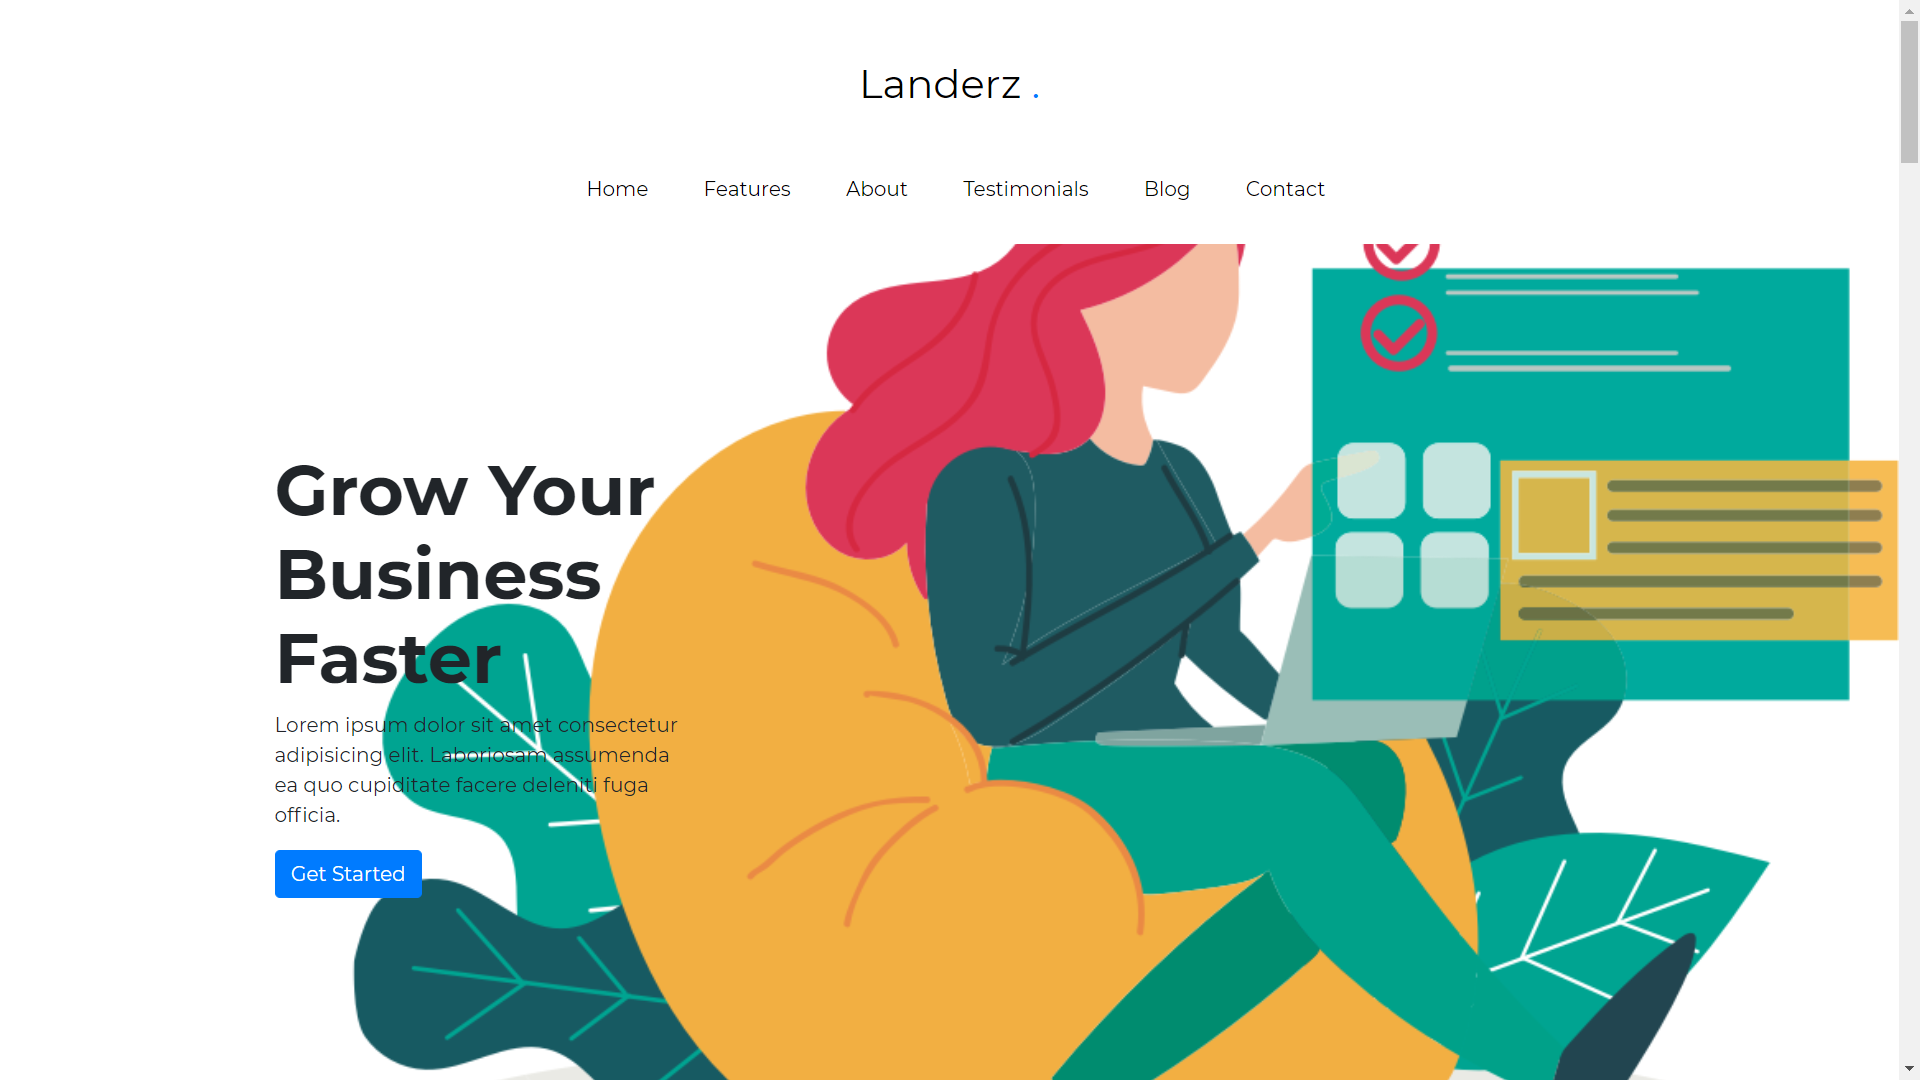 Landerz .
Home Features About Testimonials Blog Contact
Grow Your
Business
Faster
Lorem ipsum dolor sit amet consectetur
adipisicing elit. Laboriosam assumenda
ea quo cupiditate facere deleniti fuga
officia.
Get Started